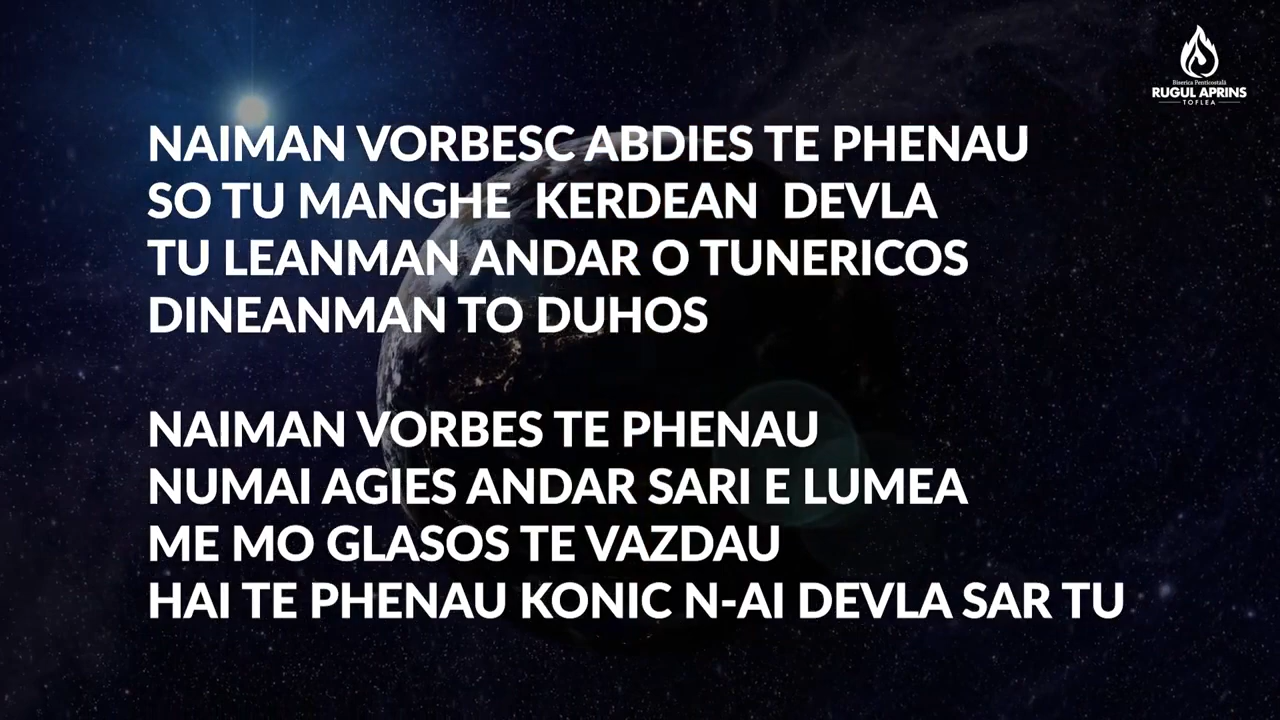 Biserica Penticostală
RUGUL APRINS
TOFLEA
NAIMAN VORBESC ABDIES TE PHENAU
SO TU MANGHE KERDEAN DEVLA
TU LEANMAN ANDAR O TUNERICOS
DINEANMAN TO DUHOS
NAIMAN VORBES TE PHENAU
NUMAI AGIES ANDAR SARI E LUMEA
ME MO GLASOS TE VAZDAU
HAI TE PHENAU KONIC N-AI DEVLA SAR TU